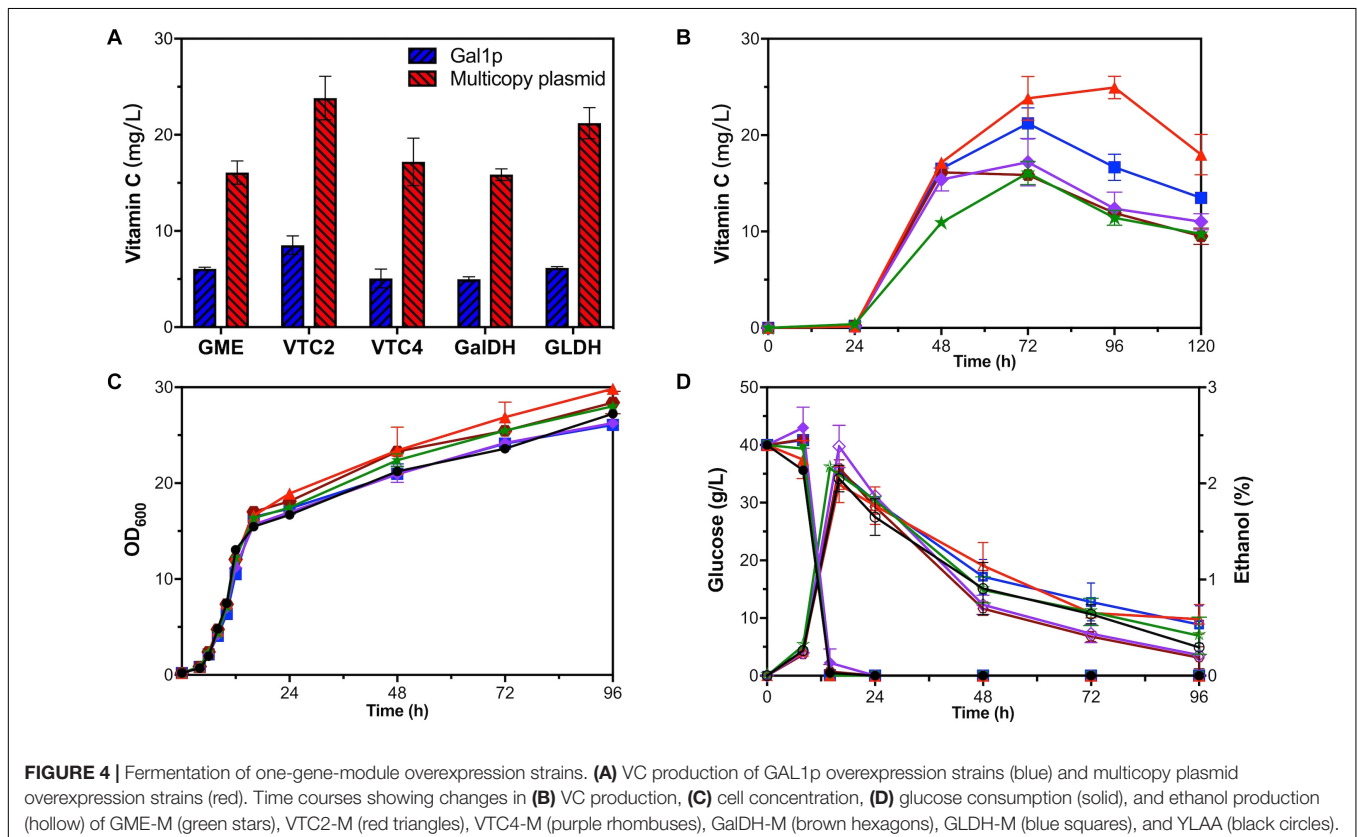 A
30
20
10
0
Vitamin C (mg/L)
Gal1p
Multicopy plasmid
GME VTC2 VTC4 GalDH GLDH
B
30
20
10
0
Vitamin C (mg/L)
0 24 48 72 96 120
Time (h)
C
30
20
10
0
OD600
24 48 72 96
Time (h)
D
50
40
30
20
10
0
Glucose (g/L)
3
2
1
0
Ethanol (%)
0 24 48 72 96
Time (h)
FIGURE 4 | Fermentation of one-gene-module overexpression strains. (A) VC production of GAL1p overexpression strains (blue) and multicopy plasmid
overexpression strains (red). Time courses showing changes in (B) VC production, (C) cell concentration, (D) glucose consumption (solid), and ethanol production
(hollow) of GME-M (green stars), VTC2-M (red triangles), VTC4-M (purple rhombuses), GalDH-M (brown hexagons), GLDH-M (blue squares), and YLAA (black circles).